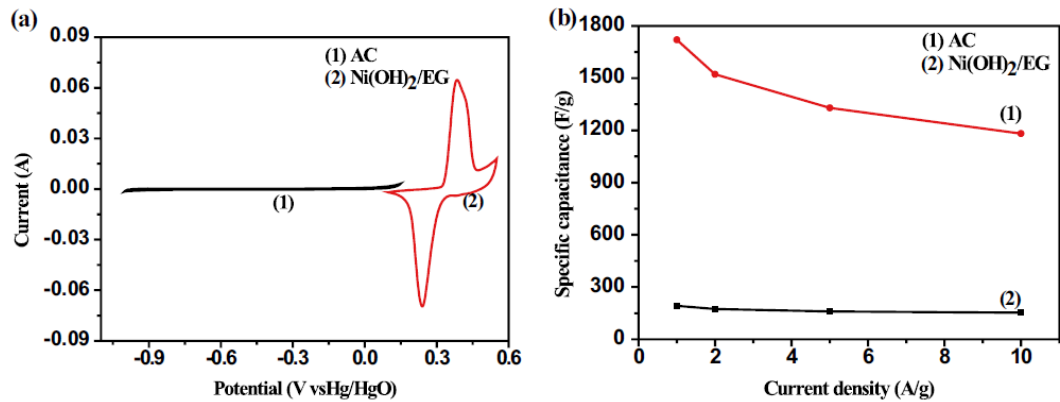 (a)
0.09
0.06
0.03
0.00
-0.03
-0.06
-0.09
Current (A)
(1) AC
(2) Ni(OH)2/EG
(1)
(2)
-0.9 -0.6 -0.3 0.0 0.3 0.6
Potential (V vsHg/HgO)
(b)
1800
1500
1200
900
600
300
0
Specific capacitance (F/g)
(1) AC
(2) Ni(OH)2/EG
(1)
(2)
0 2 4 6 8 10
Current density (A/g)